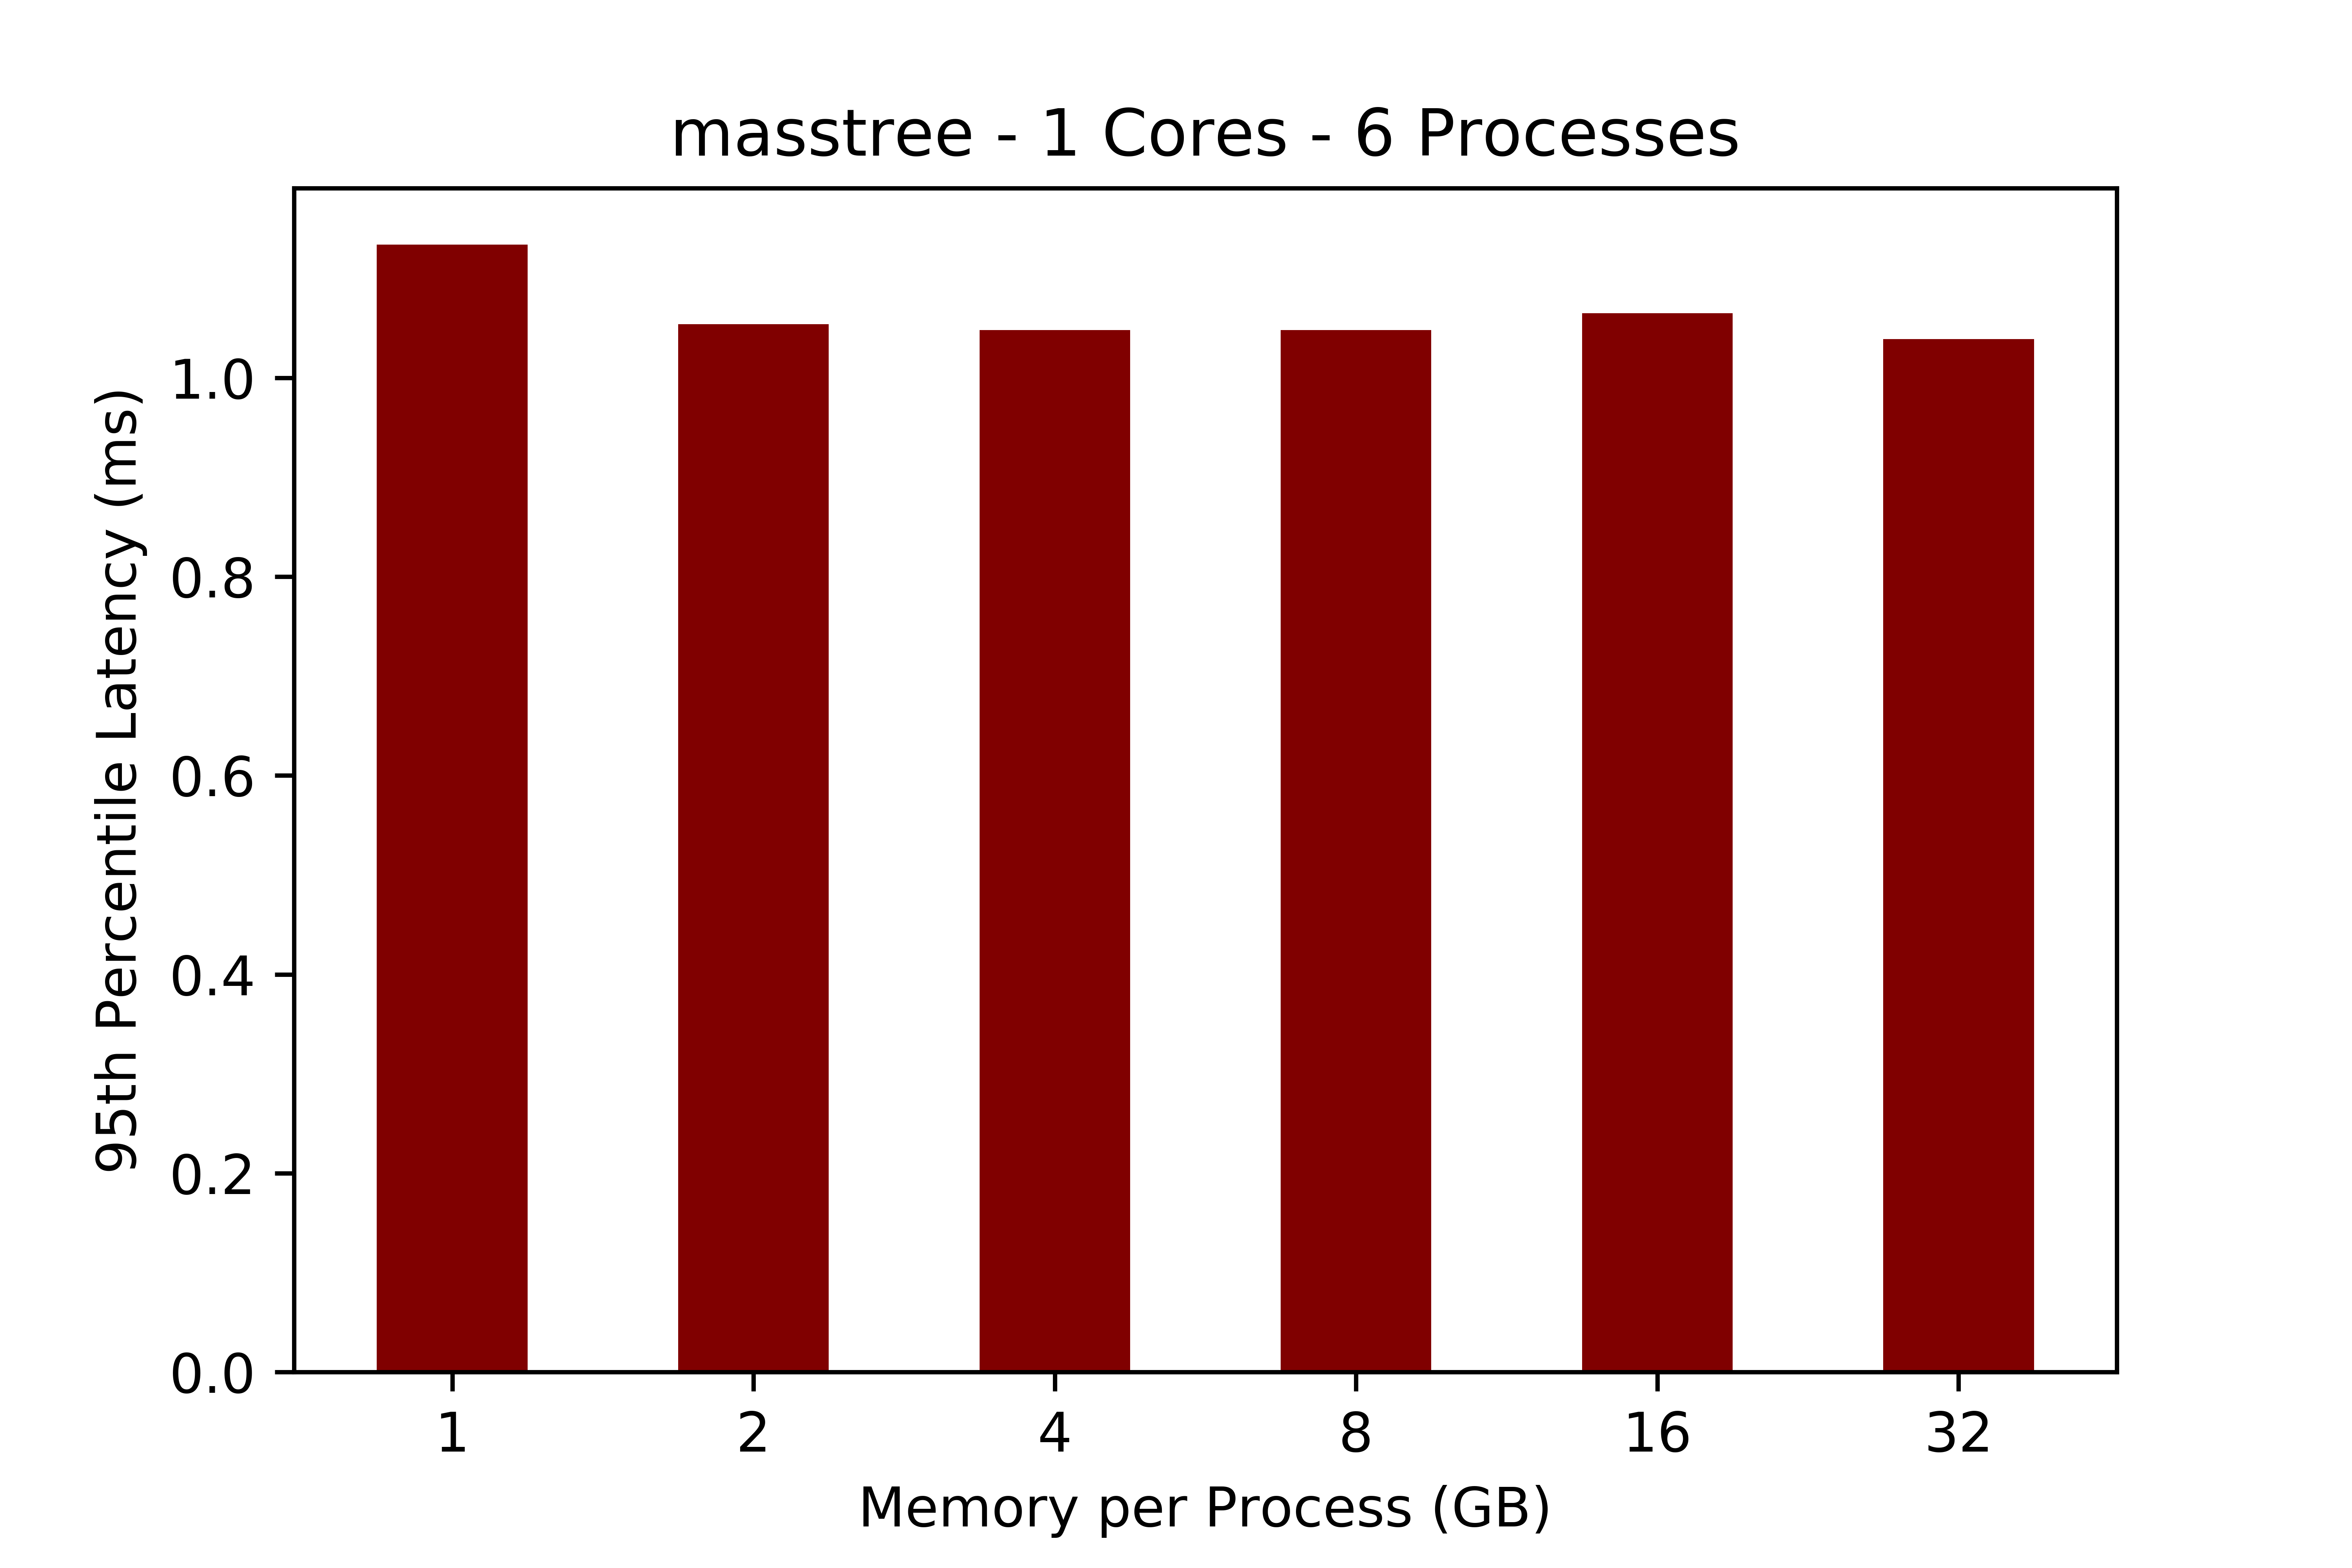 masstree - 1 Cores - 6 Processes
95th Percentile Latency (ms)
1.0
0.8
0.6
0.4
0.2
0.0
1 2 4 8 16 32
Memory per Process (GB)